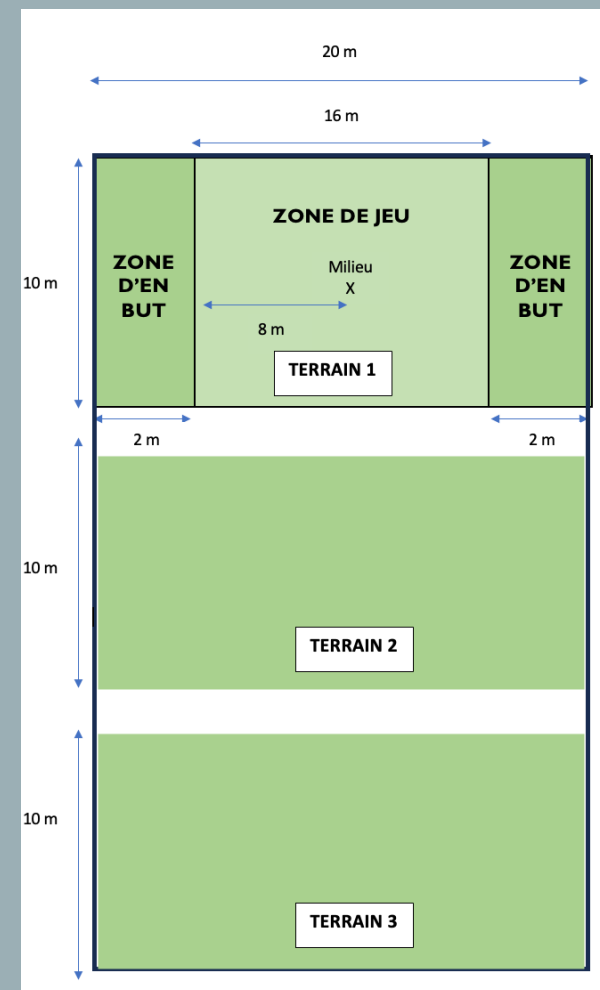 20 m
16 m
ZONE DE JEU
10 m
ZONE
D'EN
BUT
Milieu
X
ZONE
D'EN
BUT
8 m
TERRAIN 1
2 m
2 m
10 m
TERRAIN 2
10 m
TERRAIN 3